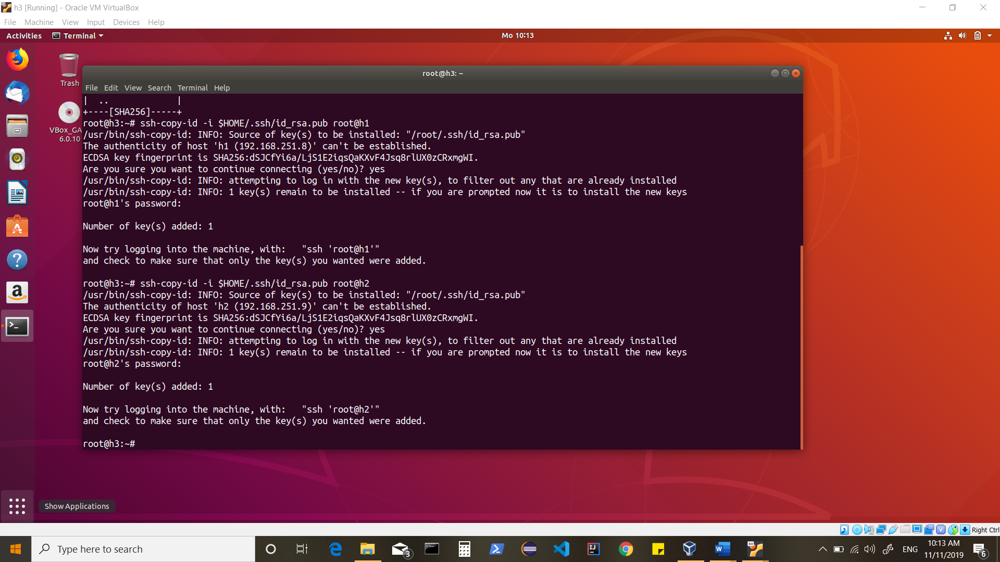 h3 [Running] - Oracle VM VirtualBox
File Machine View Input Devices Help
Activities Terminal Mo 10:13
Trash
VBox_GA
6.0.10
root@h3: ~
File Edit View Search Terminal Help
| .. |
+----[SHA256]-----+
root@h3:~# ssh-copy-id -i $HOME/.ssh/id_rsa.pub root@h1
/usr/bin/ssh-copy-id: INFO: Source of key(s) to be installed: "/root/.ssh/id_rsa.pub"
The authenticity of host 'h1 (192.168.251.8)' can't be established.
ECDSA key fingerprint is SHA256:dSJCfYi6a/LjS1E2iqsQaKXvF4Jsq8rlUX0zCRxmgWI.
Are you sure you want to continue connecting (yes/no)? yes
/usr/bin/ssh-copy-id: INFO: attempting to log in with the new key(s), to filter out any that are already installed
/usr/bin/ssh-copy-id: INFO: 1 key(s) remain to be installed -- if you are prompted now it is to install the new keys
root@h1's password:
Number of key(s) added: 1
Now try logging into the machine, with:   "ssh 'root@h1'"
and check to make sure that only the key(s) you wanted were added.
root@h3:~# ssh-copy-id -i $HOME/.ssh/id_rsa.pub root@h2
/usr/bin/ssh-copy-id: INFO: Source of key(s) to be installed: "/root/.ssh/id_rsa.pub"
The authenticity of host 'h2 (192.168.251.9)' can't be established.
ECDSA key fingerprint is SHA256:dSJCfYi6a/LjS1E2iqsQaKXvF4Jsq8rlUX0zCRxmgWI.
Are you sure you want to continue connecting (yes/no)? yes
/usr/bin/ssh-copy-id: INFO: attempting to log in with the new key(s), to filter out any that are already installed
/usr/bin/ssh-copy-id: INFO: 1 key(s) remain to be installed -- if you are prompted now it is to install the new keys
root@h2's password:
Number of key(s) added: 1
Now try logging into the machine, with:   "ssh 'root@h2'"
and check to make sure that only the key(s) you wanted were added.
root@h3:~#
Show Applications
Right Ctrl
Type here to search
3
ENG
10:13 AM
11/11/2019
6